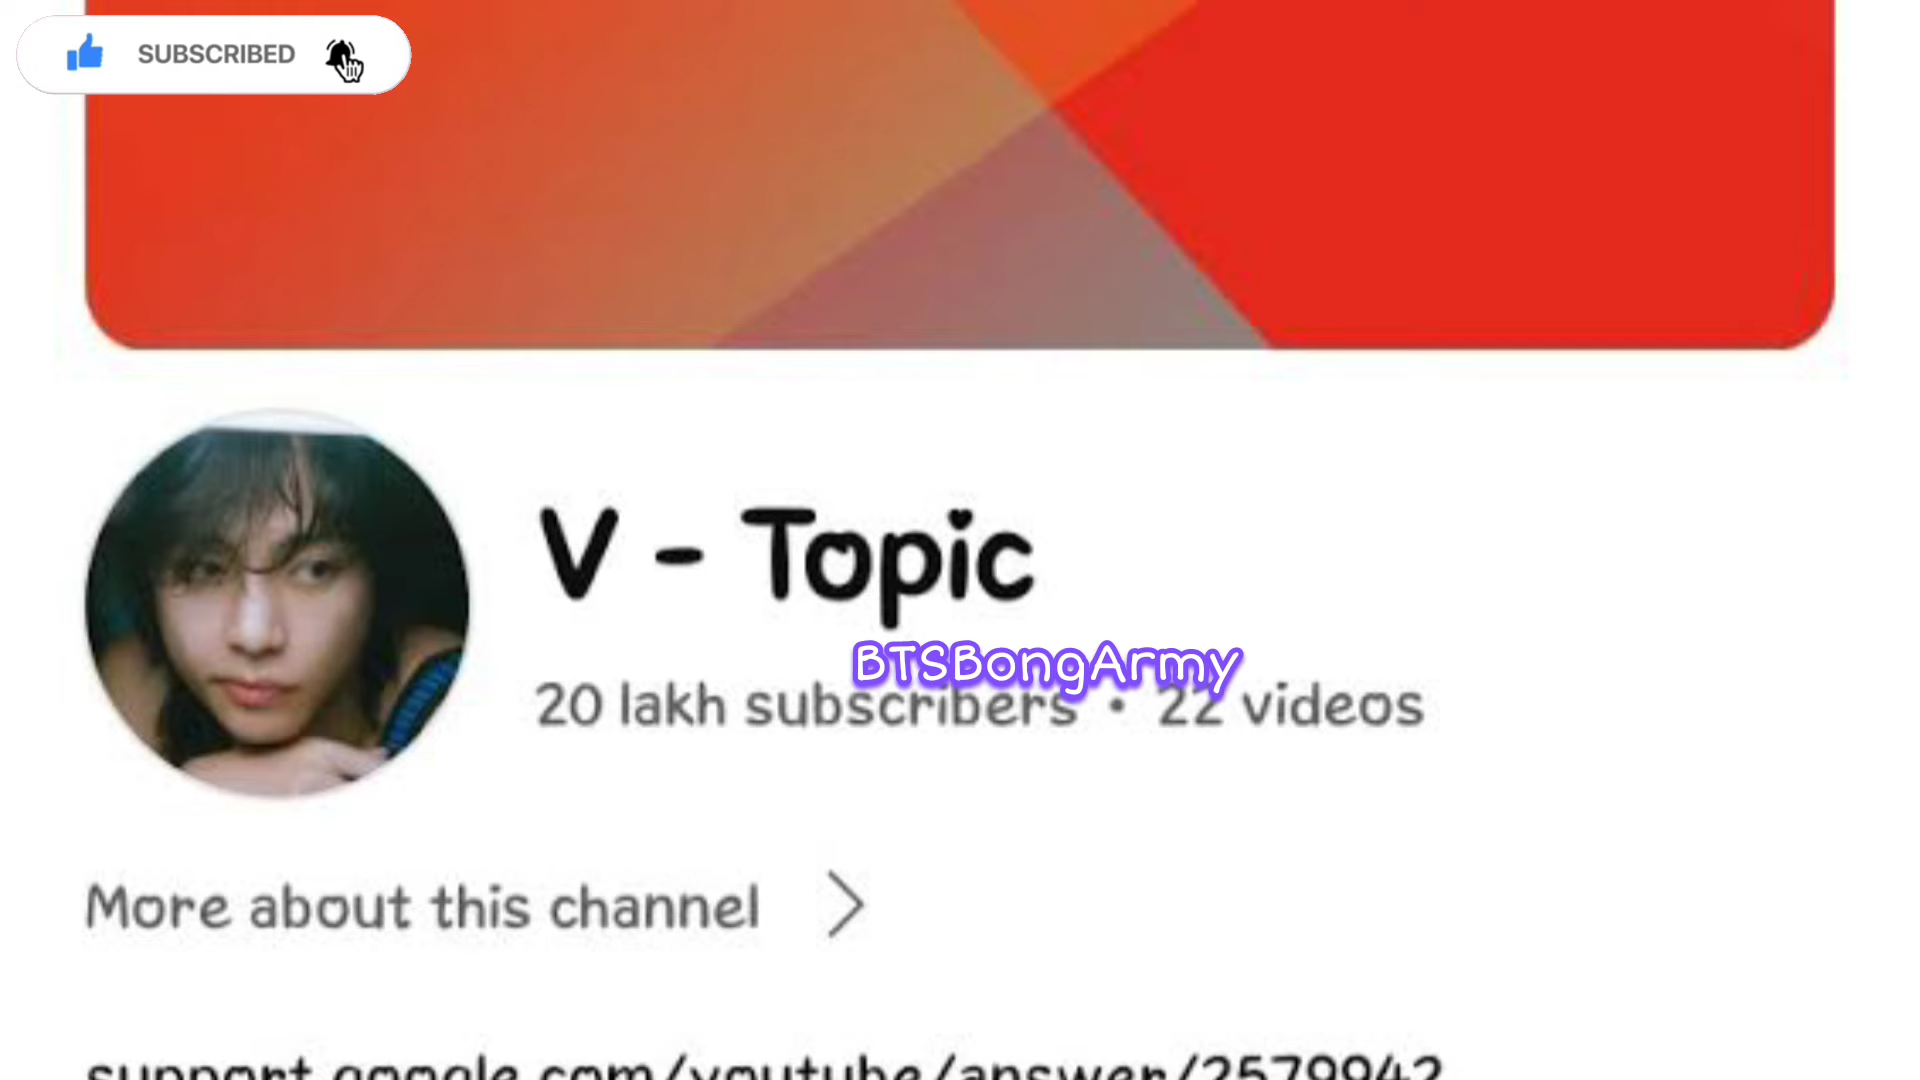 SUBSCRIBED
V - Topic
BTSBongArmy
20 lakh subscribers • 22 videos
More about this channel
support.google.com/youtube/answer/2579942